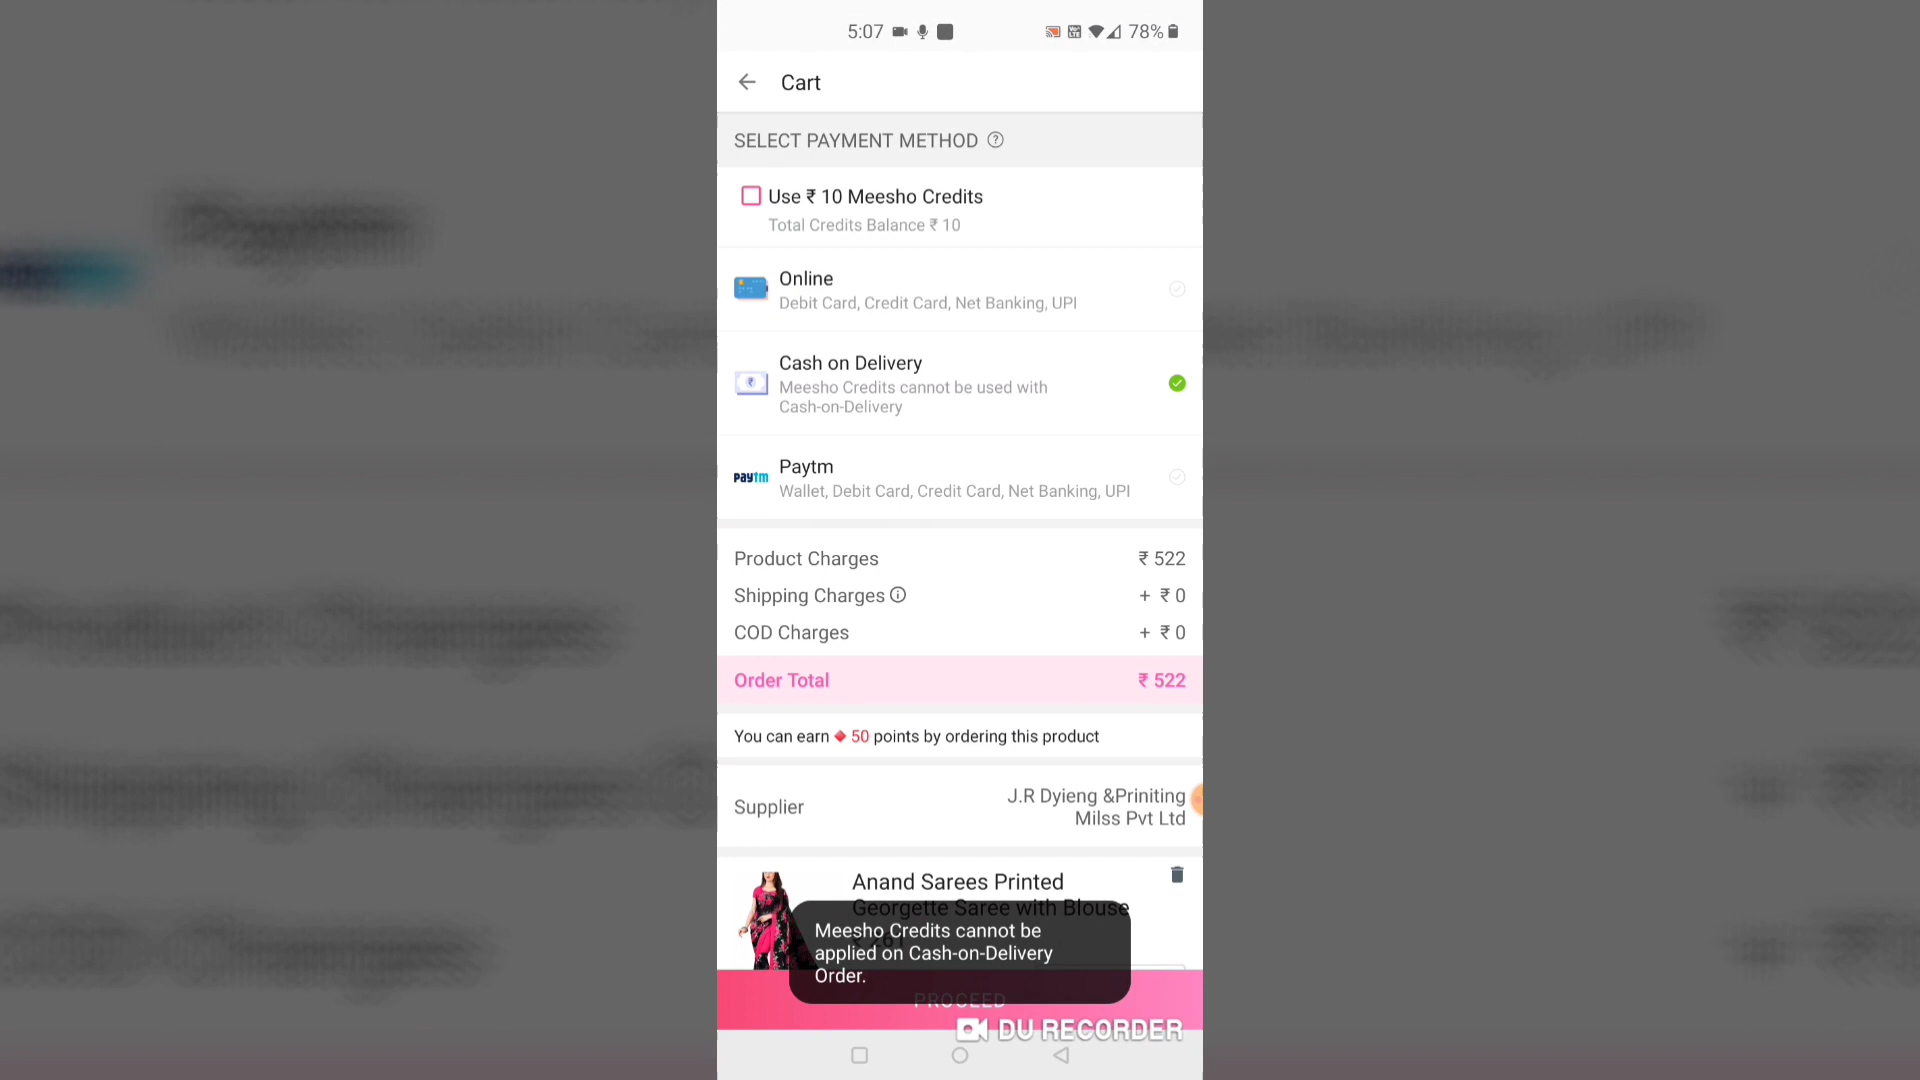 5:07
78%
Cart
SELECT PAYMENT METHOD
Use ₹ 10 Meesho Credits
Total Credits Balance ₹ 10
Online
Debit Card, Credit Card, Net Banking, UPI
Cash on Delivery
Meesho Credits cannot be used with
Cash-on-Delivery
paytm
Paytm
Wallet, Debit Card, Credit Card, Net Banking, UPI
Product Charges ₹ 522
Shipping Charges + ₹ 0
COD Charges + ₹ 0
Order Total ₹ 522
You can earn 50 points by ordering this product
Supplier
J.R Dyieng &Priniting
Milss Pvt Ltd
Anand Sarees Printed
Georgette Saree with Blouse
₹ 261
Meesho Credits cannot be
applied on Cash-on-Delivery
Order.
PROCEED
DU RECORDER